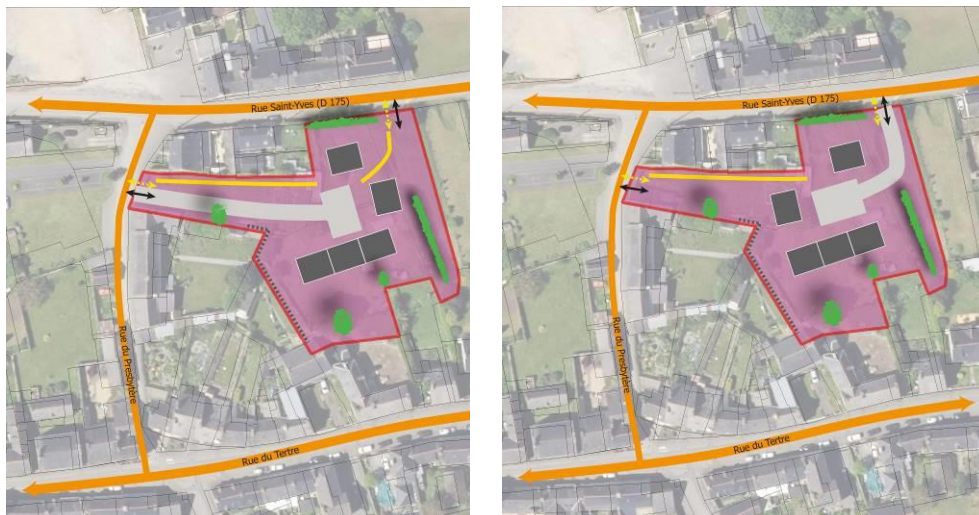 Rue Saint-Yves (D 175)
Rue du Presbytère
Rue du Tertre
Rue Saint-Yves (D 175)
Rue du Presbytère
Rue du Tertre